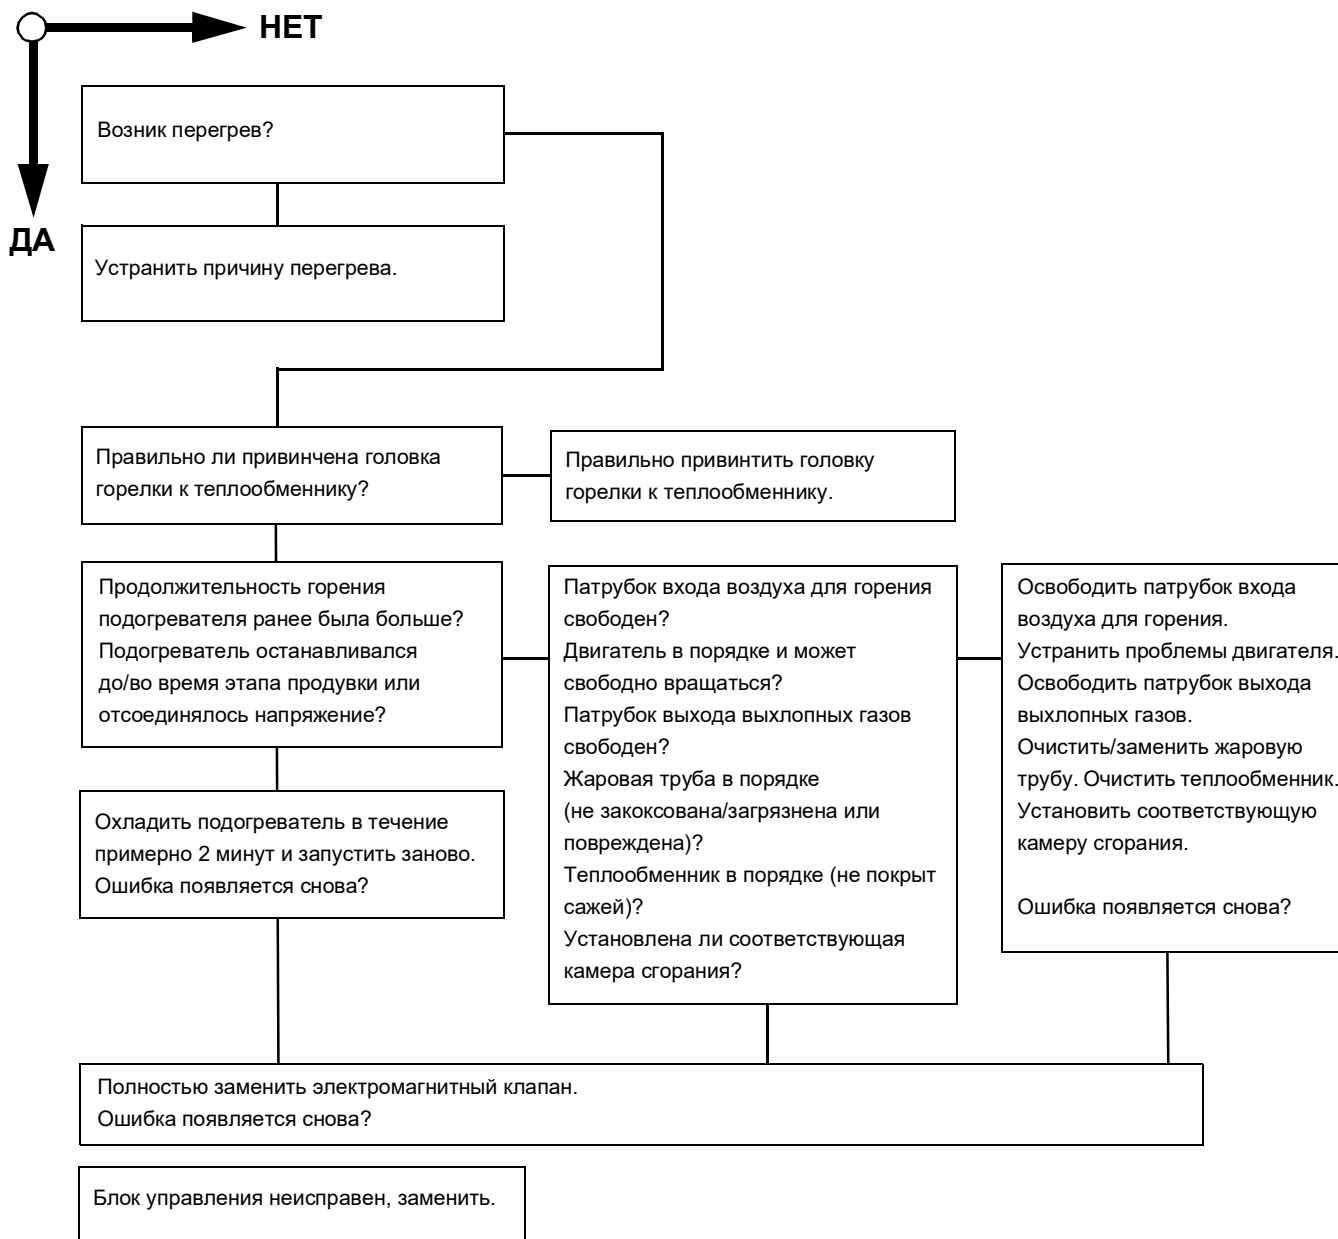 НЕТ
ДА
Возник перегрев?
Устранить причину перегрева.
Правильно ли привинчена головка
горелки к теплообменнику?
Правильно привинтить головку
горелки к теплообменнику.
Продолжительность горения
подогревателя ранее была больше?
Подогреватель останавливался
до/во время этапа продувки или
отсоединялось напряжение?
Патрубок входа воздуха для горения
свободен?
Двигатель в порядке и может
свободно вращаться?
Патрубок выхода выхлопных газов
свободен?
Жаровая труба в порядке
(не закоксована/загрязнена или
повреждена)?
Теплообменник в порядке (не покрыт
сажей)?
Установлена ли соответствующая
камера сгорания?
Освободить патрубок входа
воздуха для горения.
Устранить проблемы двигателя.
Освободить патрубок выхода
выхлопных газов.
Очистить/заменить жаровую
трубу. Очистить теплообменник.
Установить соответствующую
камеру сгорания.
Ошибка появляется снова?
Охладить подогреватель в течение
примерно 2 минут и запустить заново.
Ошибка появляется снова?
Полностью заменить электромагнитный клапан.
Ошибка появляется снова?
Блок управления неисправен, заменить.